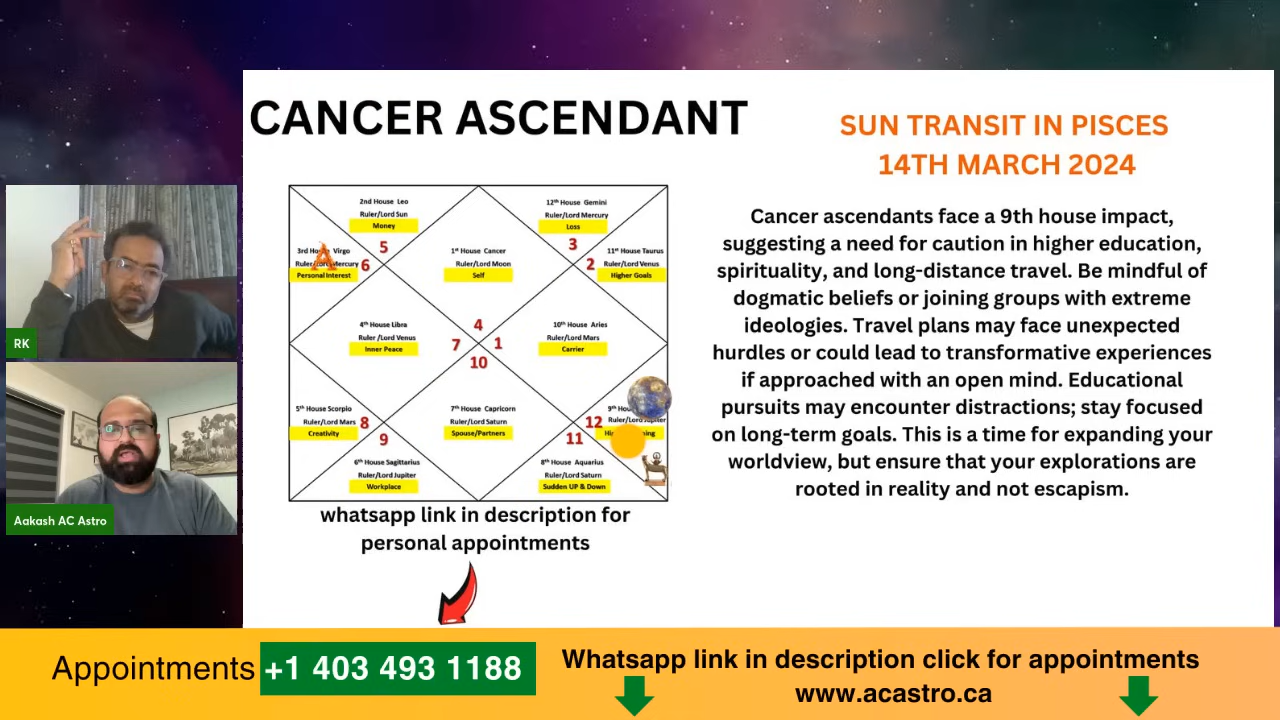 CANCER ASCENDANT
SUN TRANSIT IN PISCES
14TH MARCH 2024
Cancer ascendants face a 9th house impact,
suggesting a need for caution in higher education,
spirituality, and long-distance travel. Be mindful of
dogmatic beliefs or joining groups with extreme
ideologies. Travel plans may face unexpected
hurdles or could lead to transformative experiences
if approached with an open mind. Educational
pursuits may encounter distractions; stay focused
on long-term goals. This is a time for expanding your
worldview, but ensure that your explorations are
rooted in reality and not escapism.
2nd House Leo
Ruler/Lord Sun
Money
5
12th House Gemini
Ruler/Lord Mercury
Loss
3
3rd Virgo
Mercury
Personal Interest
6
1st House Cancer
Ruler/Lord Moon
Self
11th House Taurus
Ruler/Lord Venus
Higher Goals
2
4th House Libra
Ruler /Lord Venus
Inner Peace
4
7 1
10
10th House Aries
Ruler/Lord Mars
Carrier
5th House Scorpio
Ruler/Lord Mars
Creativity
8
9
7th House Capricorn
Ruler/Lord Saturn
Spouse/Partners
12
11
9th
Ruler/Lord Jupiter
6th House Sagittarius
Ruler/Lord Jupiter
Workplace
8th House Aquarius
Ruler/Lord Saturn
Sudden UP & Down
whatsapp link in description for
personal appointments
RK
Aakash AC Astro
Appointments +1 403 493 1188
Whatsapp link in description click for appointments
www.acastro.ca